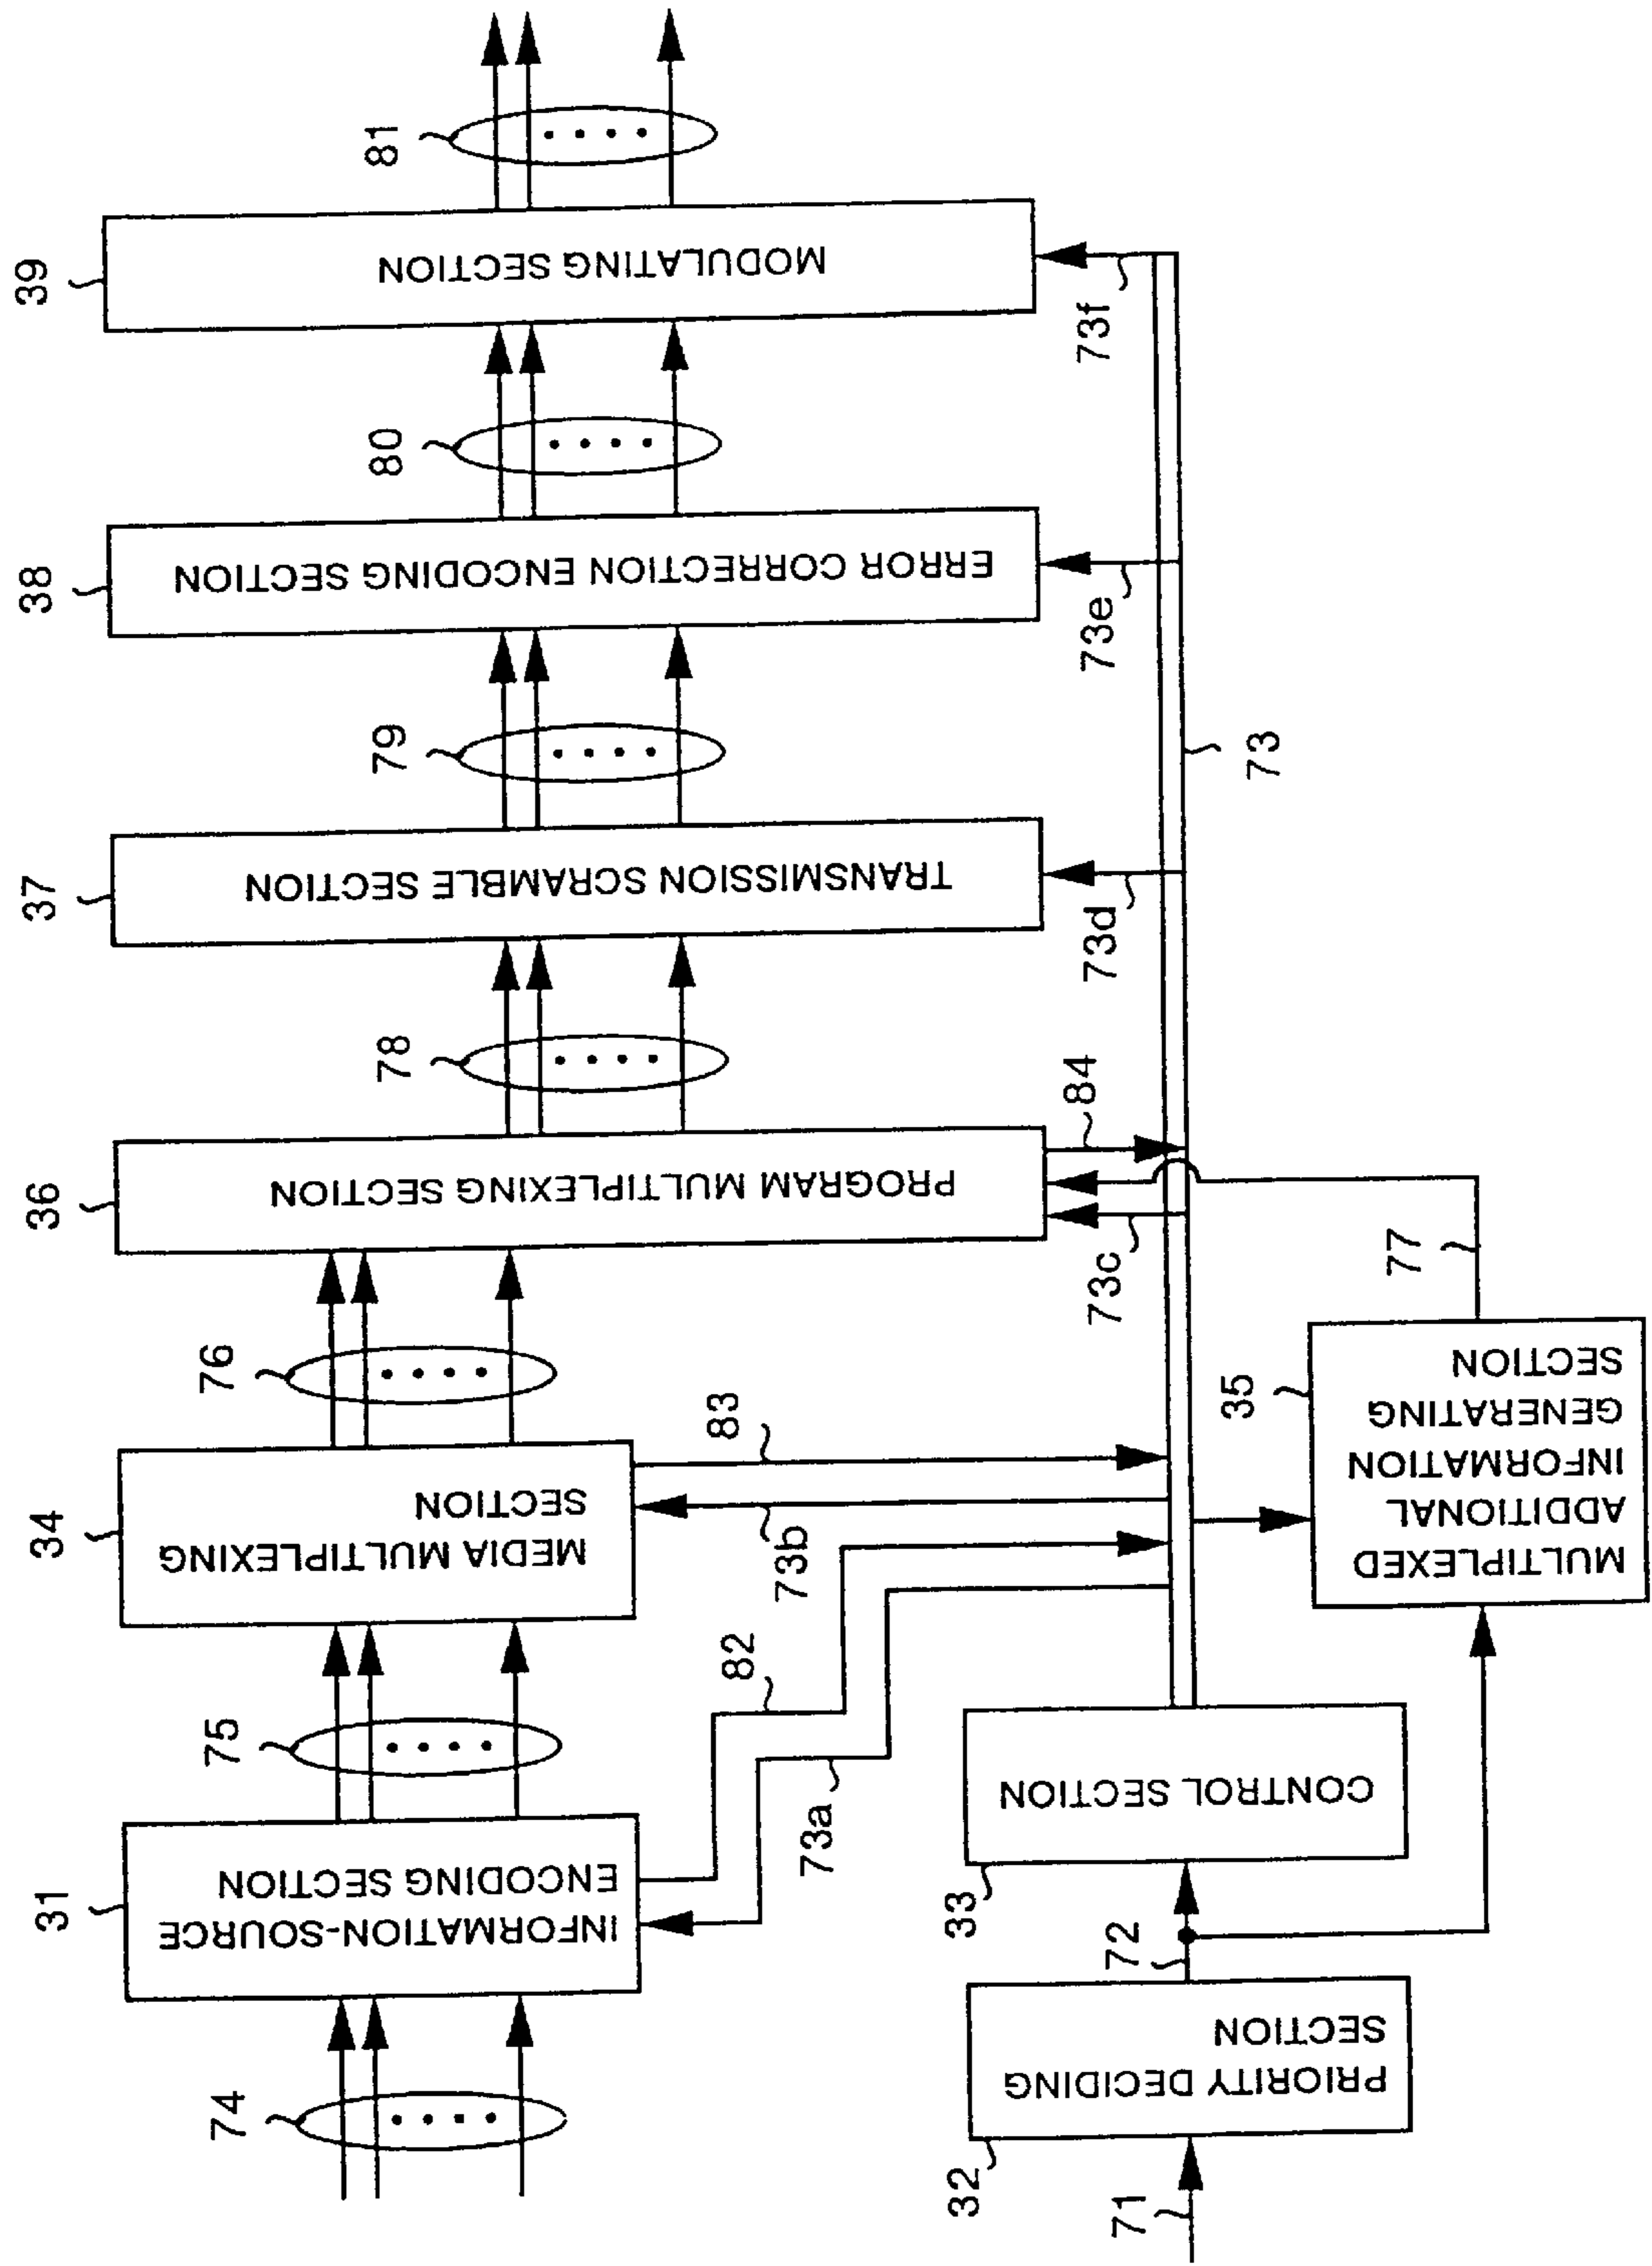 31
INFORMATION-SOURCE
ENCODING SECTION
34
MEDIA MULTIPLEXING
SECTION
36
PROGRAM MULTIPLEXING SECTION
37
TRANSMISSION SCRAMBLE SECTION
38
ERROR CORRECTION ENCODING SECTION
39
MODULATING SECTION
74
75
76
78
79
80
81
82
73a
83
73b
84
73c
73d
73e
73f
73
77
71
32
PRIORITY DECIDING
SECTION
72
33
CONTROL SECTION
35
MULTIPLEXED
ADDITIONAL
INFORMATION
GENERATING
SECTION